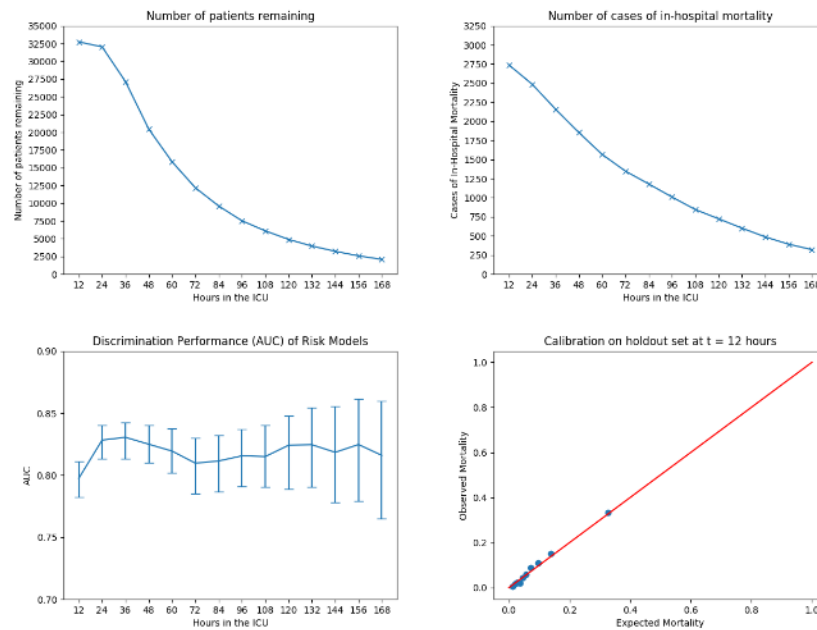 Number of patients remaining
35000
32500
30000
27500
25000
22500
20000
17500
15000
12500
10000
7500
5000
2500
0
Number of patients remaining
12 24 36 48 60 72 84 96 108 120 132 144 156 168
Hours in the ICU
Number of cases of in-hospital mortality
3250
3000
2750
2500
2250
2000
1750
1500
1250
1000
750
500
250
0
Cases of In-Hospital Mortality
12 24 36 48 60 72 84 96 108 120 132 144 156 168
Hours in the ICU
Discrimination Performance (AUC) of Risk Models
0.90
0.85
0.80
0.75
0.70
AUC
12 24 36 48 60 72 84 96 108 120 132 144 156 168
Hours in the ICU
Calibration on holdout set at t = 12 hours
1.0
0.8
0.6
0.4
0.2
0.0
Observed Mortality
0.0 0.2 0.4 0.6 0.8 1.0
Expected Mortality